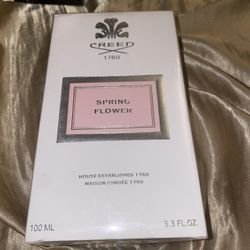 CREED
1760
SPRING
FLOWER
HOUSE ESTABLISHED 1760
MAISON FONDÉE 1760
100 ML
3.3 FL.OZ.